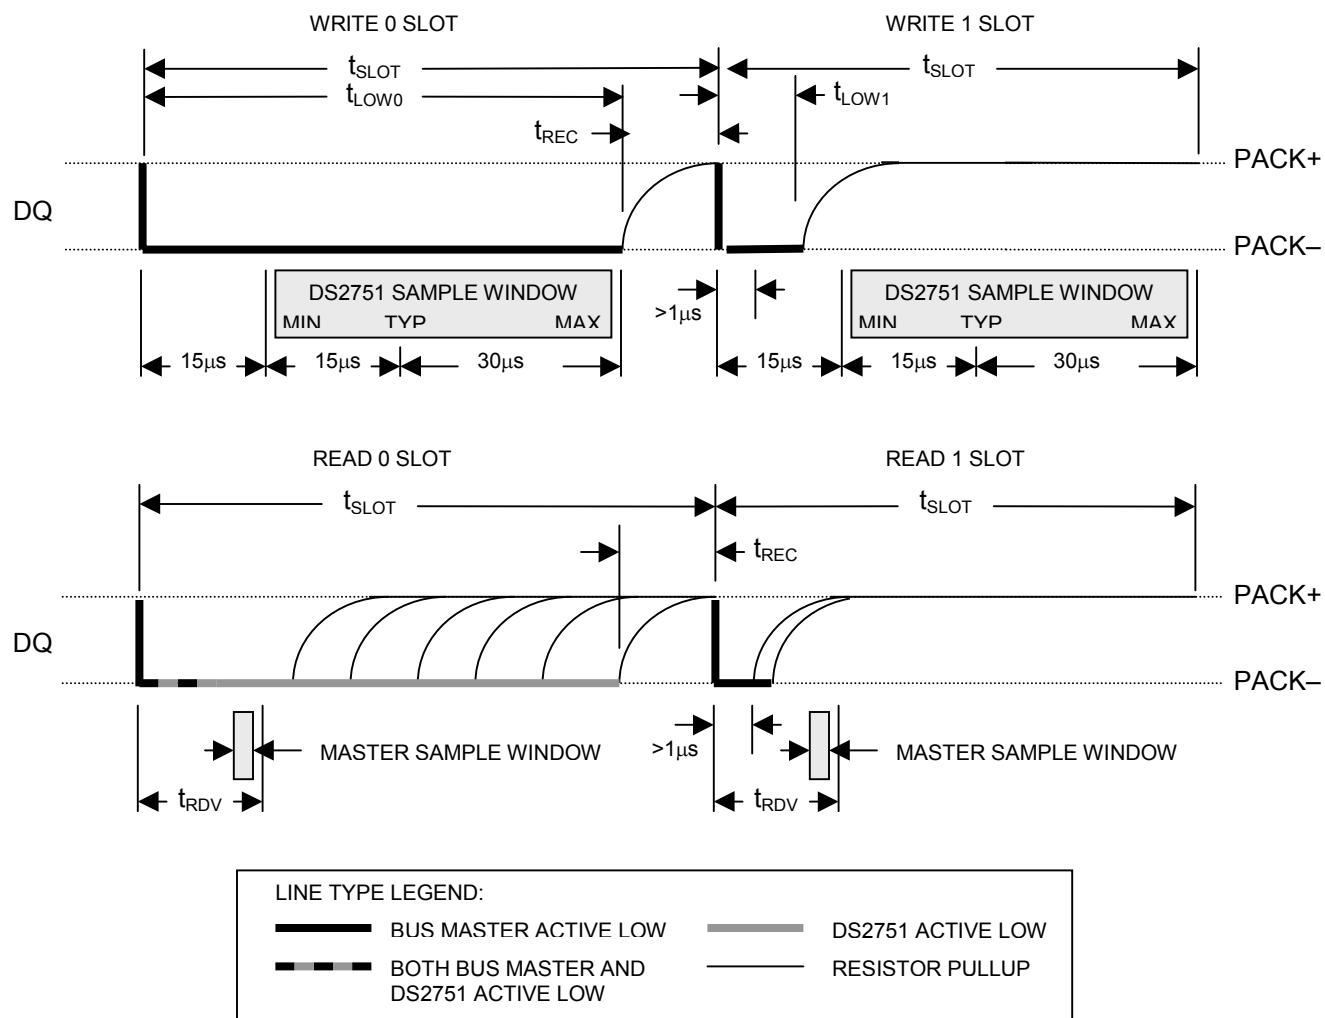 WRITE 0 SLOT WRITE 1 SLOT
tSLOT tSLOT
tLOW0 tLOW1
tREC
PACK+
DQ
PACK–
DS2751 SAMPLE WINDOW >1μs DS2751 SAMPLE WINDOW
MIN TYP MAX MIN TYP MAX
15μs 15μs 30μs 15μs 15μs 30μs
READ 0 SLOT READ 1 SLOT
tSLOT tSLOT
tREC
PACK+
DQ
PACK–
MASTER SAMPLE WINDOW >1μs MASTER SAMPLE WINDOW
tRDV tRDV
LINE TYPE LEGEND:
BUS MASTER ACTIVE LOW DS2751 ACTIVE LOW
BOTH BUS MASTER AND RESISTOR PULLUP
DS2751 ACTIVE LOW